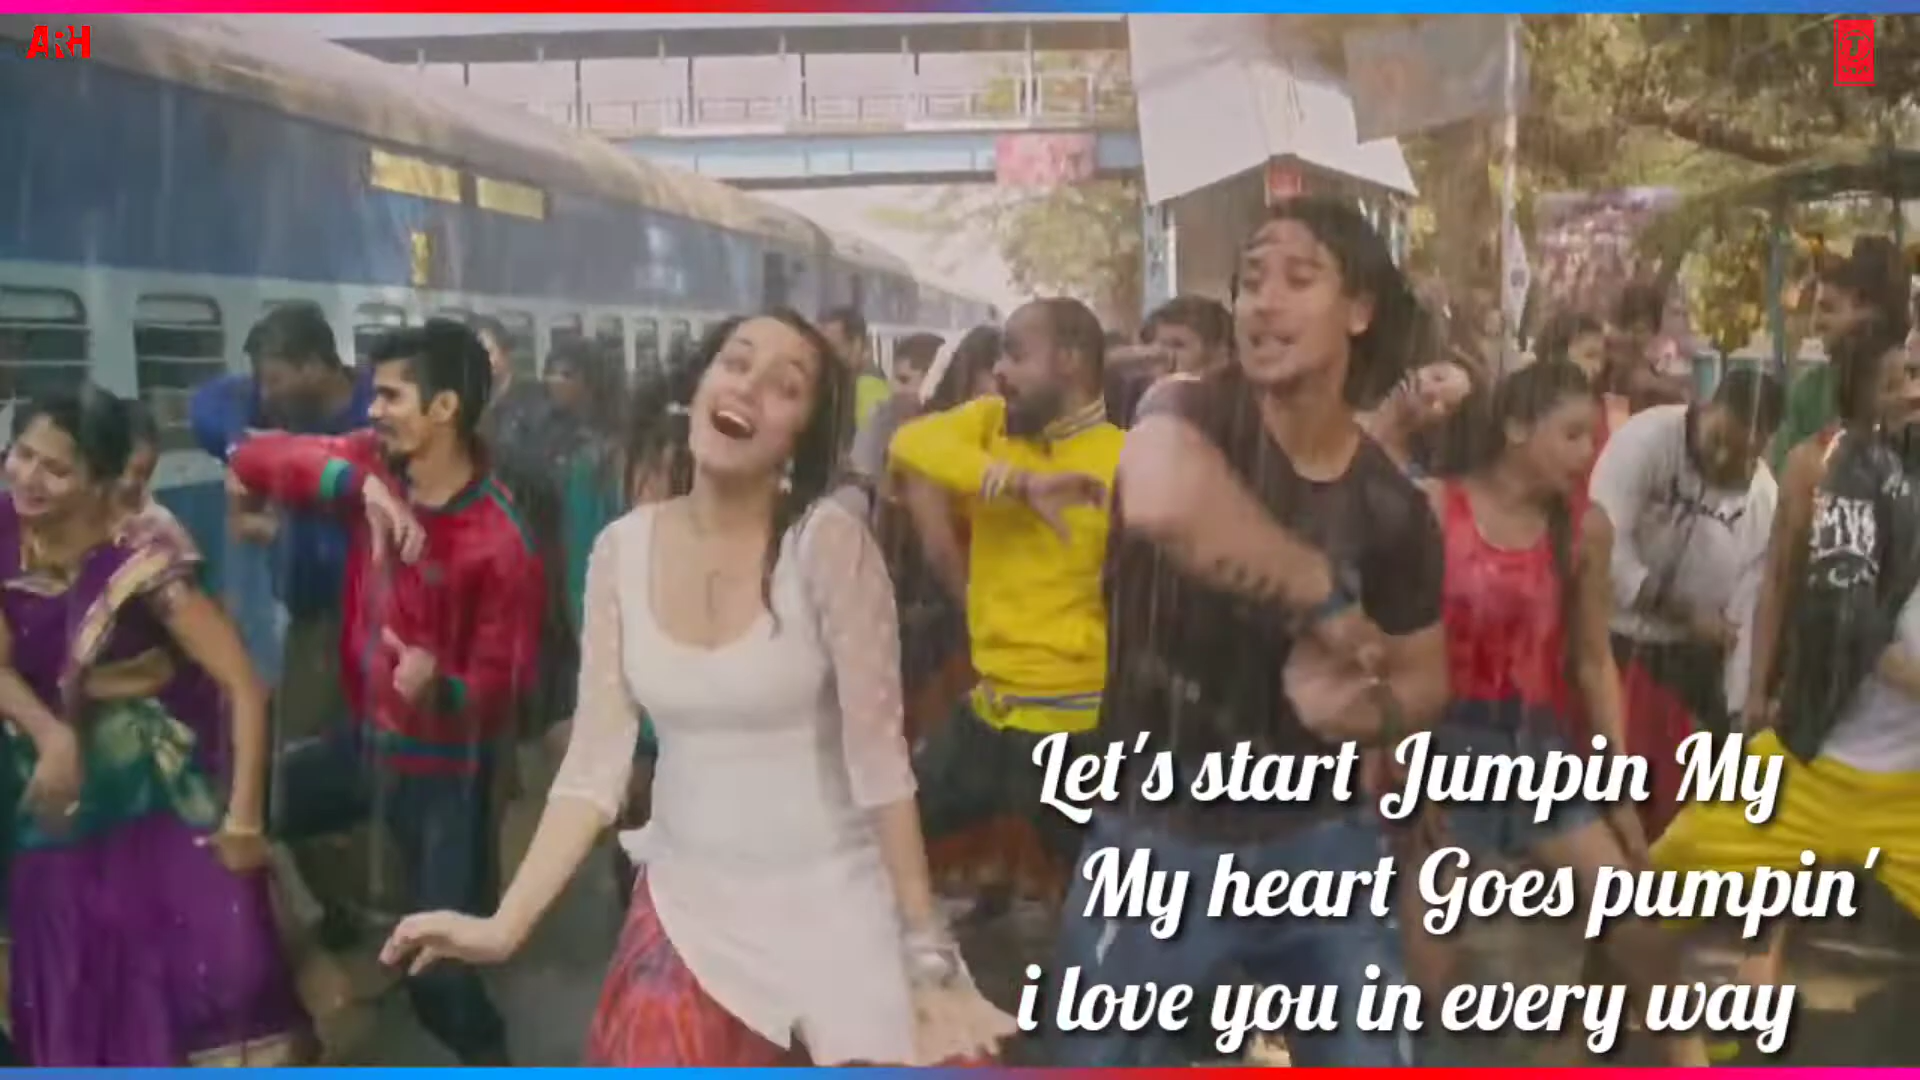 ARH
T
Let's start Jumpin My
My heart Goes pumpin'
i love you in every way